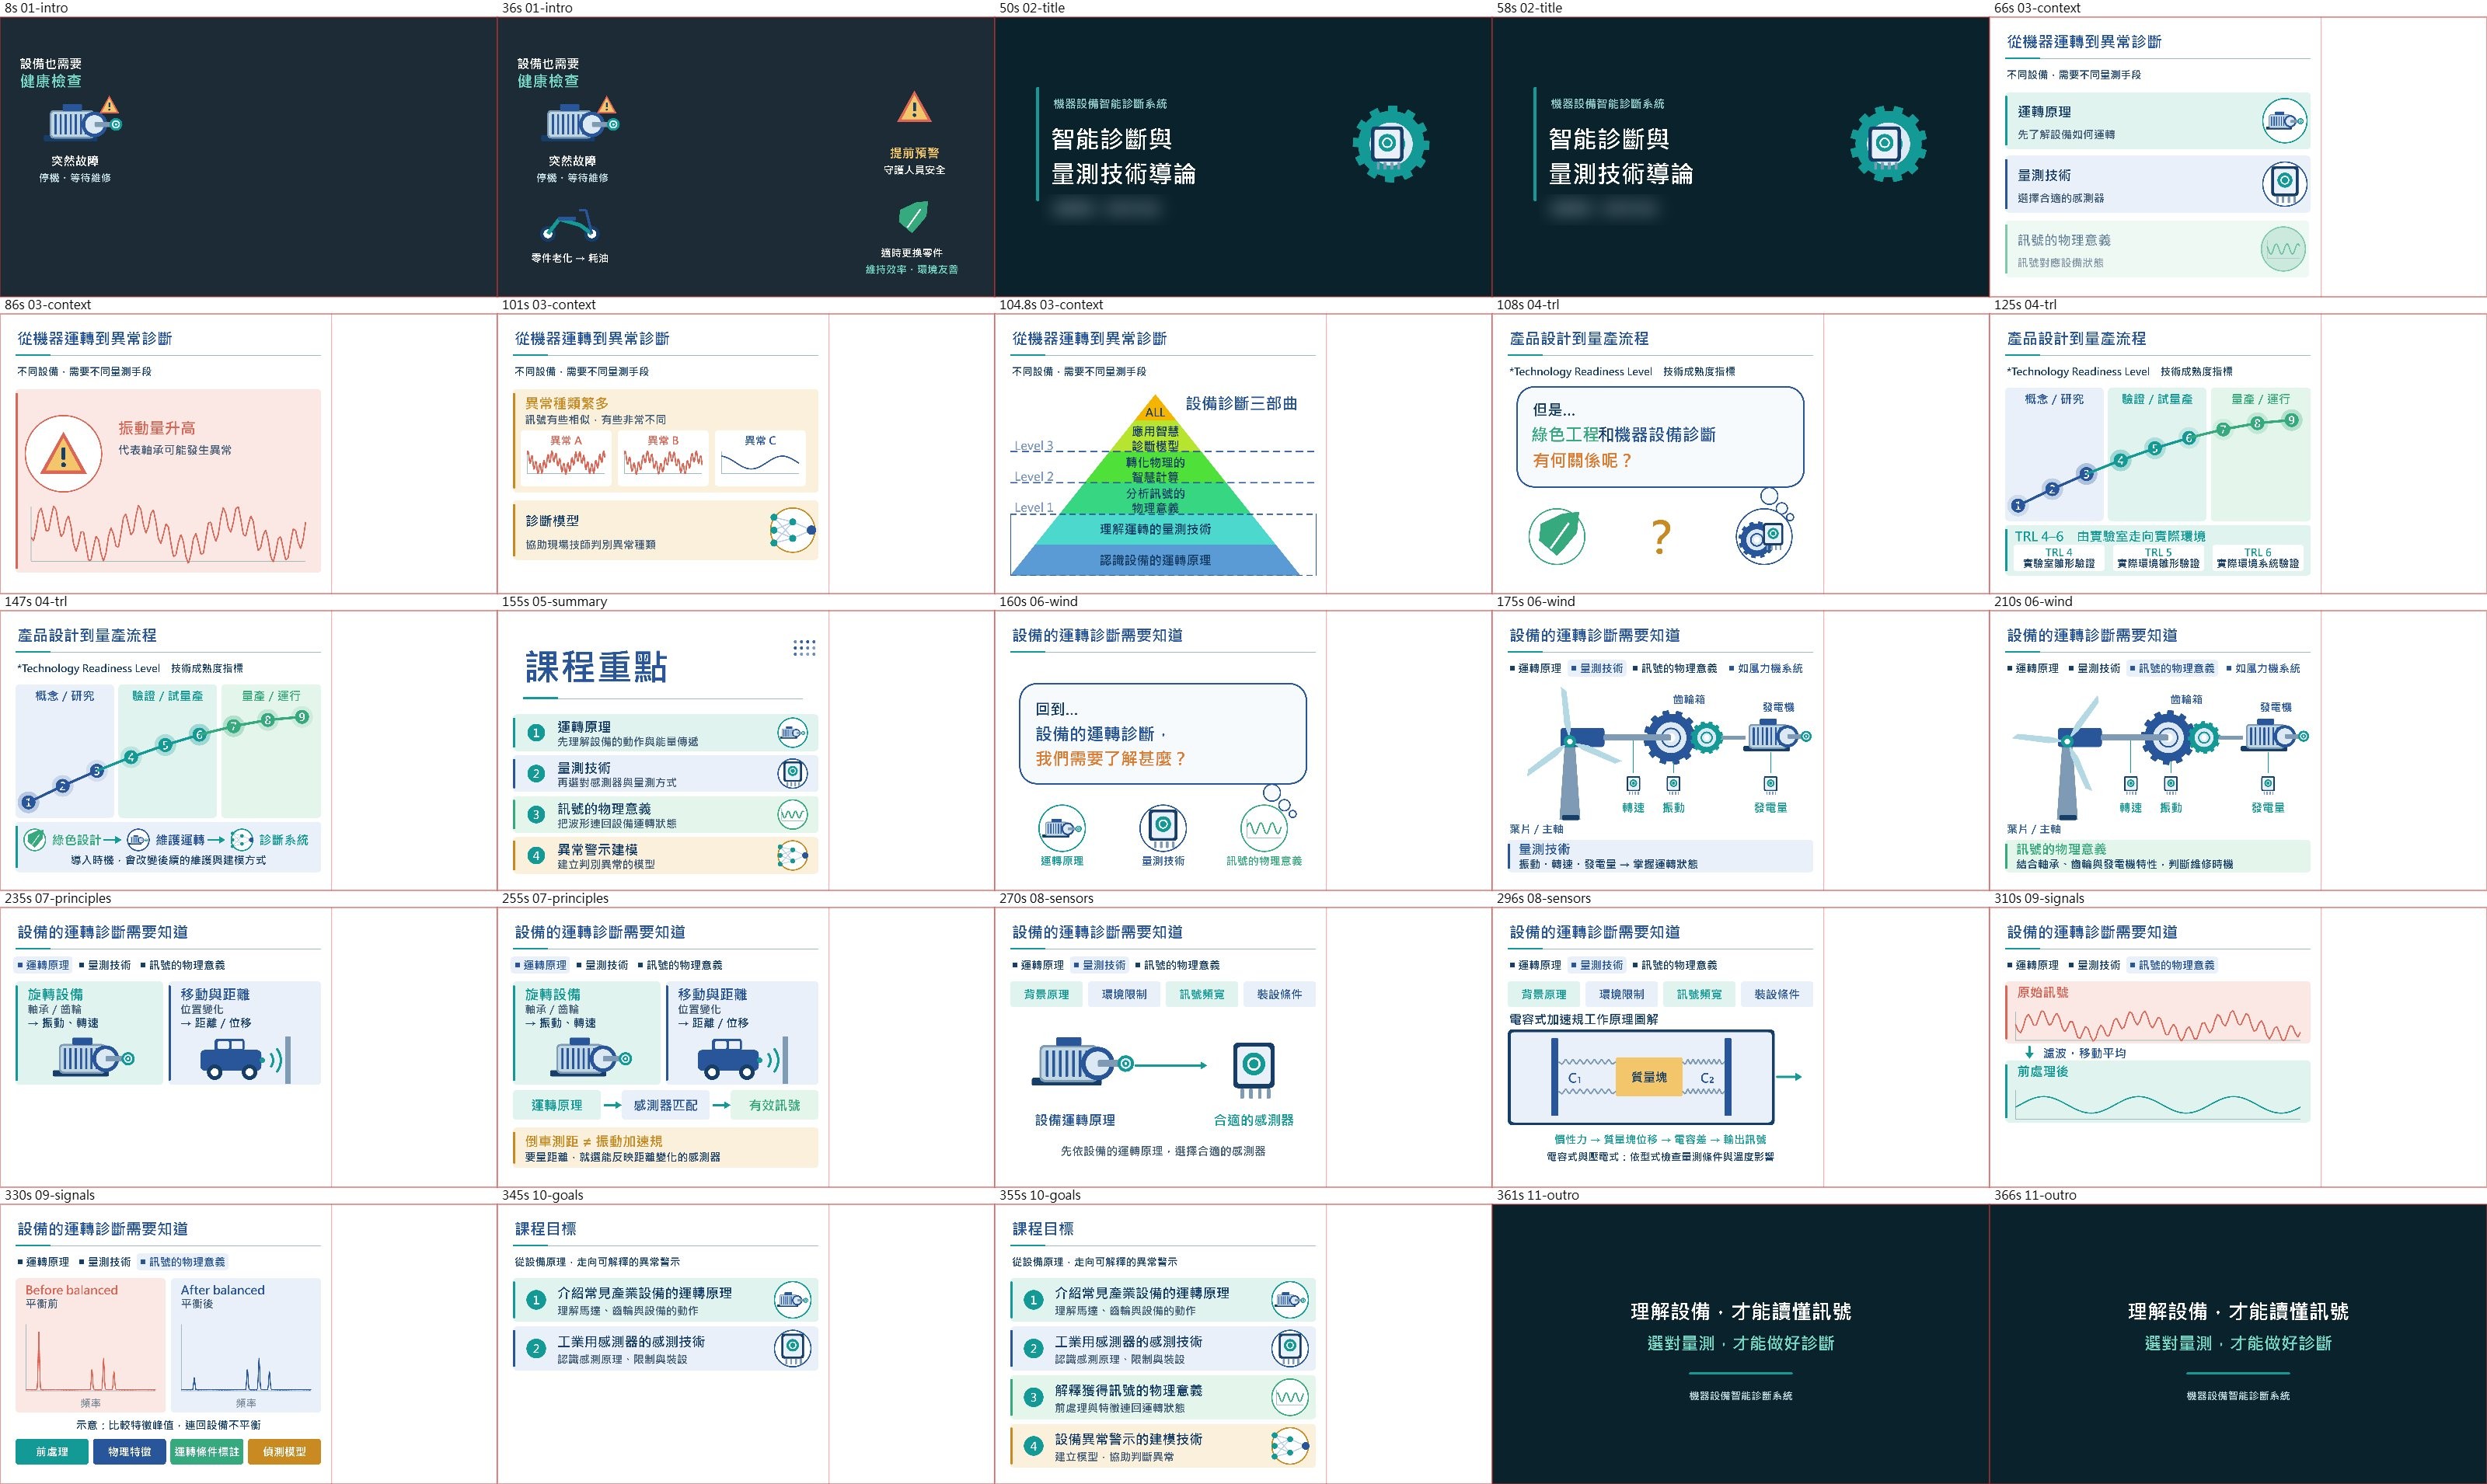 8s 01-intro
設備也需要
健康檢查
突然故障
停機·等待維修
36s 01-intro
設備也需要
健康檢查
突然故障
停機·等待維修
零件老化 → 耗油
提前預警
守護人員安全
適時更換零件
維持效率·環境友善
50s 02-title
機器設備智能診斷系統
智能診斷與
量測技術導論
58s 02-title
機器設備智能診斷系統
智能診斷與
量測技術導論
66s 03-context
從機器運轉到異常診斷
不同設備·需要不同量測手段
運轉原理
先了解設備如何運轉
量測技術
選擇合適的感測器
訊號的物理意義
訊號對應設備狀態
86s 03-context
從機器運轉到異常診斷
不同設備·需要不同量測手段
振動量升高
代表軸承可能發生異常
101s 03-context
從機器運轉到異常診斷
不同設備·需要不同量測手段
異常種類繁多
訊號有些相似·有些非常不同
異常 A
異常 B
異常 C
診斷模型
協助現場技師判別異常種類
104.8s 03-context
從機器運轉到異常診斷
不同設備·需要不同量測手段
設備診斷三部曲
ALL
應用智慧
診斷模型
Level 3
轉化物理的
智慧計算
Level 2
分析訊號的
物理意義
Level 1
理解運轉的量測技術
認識設備的運轉原理
108s 04-trl
產品設計到量產流程
*Technology Readiness Level 技術成熟度指標
但是...
綠色工程和機器設備診斷
有何關係呢？
?
125s 04-trl
產品設計到量產流程
*Technology Readiness Level 技術成熟度指標
概念 / 研究
驗證 / 試量產
量產 / 運行
1
2
3
4
5
6
7
8
9
TRL 4–6 由實驗室走向實際環境
TRL 4
實驗室雛形驗證
TRL 5
實際環境雛形驗證
TRL 6
實際環境系統驗證
147s 04-trl
產品設計到量產流程
*Technology Readiness Level 技術成熟度指標
概念 / 研究
驗證 / 試量產
量產 / 運行
1
2
3
4
5
6
7
8
9
綠色設計
維護運轉
診斷系統
導入時機·會改變後續的維護與建模方式
155s 05-summary
課程重點
1
運轉原理
先理解設備的動作與能量傳遞
2
量測技術
再選對感測器與量測方式
3
訊號的物理意義
把波形連回設備運轉狀態
4
異常警示建模
建立判別異常的模型
160s 06-wind
設備的運轉診斷需要知道
回到...
設備的運轉診斷，
我們需要了解甚麼？
運轉原理
量測技術
訊號的物理意義
175s 06-wind
設備的運轉診斷需要知道
▪ 運轉原理 ▪ 量測技術 ▪ 訊號的物理意義 ▪ 如風力機系統
齒輪箱
發電機
轉速
振動
發電量
葉片 / 主軸
量測技術
振動·轉速·發電量 → 掌握運轉狀態
210s 06-wind
設備的運轉診斷需要知道
▪ 運轉原理 ▪ 量測技術 ▪ 訊號的物理意義 ▪ 如風力機系統
齒輪箱
發電機
轉速
振動
發電量
葉片 / 主軸
訊號的物理意義
結合軸承、齒輪與發電機特性·判斷維修時機
235s 07-principles
設備的運轉診斷需要知道
▪ 運轉原理 ▪ 量測技術 ▪ 訊號的物理意義
旋轉設備
軸承 / 齒輪
→ 振動、轉速
移動與距離
位置變化
→ 距離 / 位移
255s 07-principles
設備的運轉診斷需要知道
▪ 運轉原理 ▪ 量測技術 ▪ 訊號的物理意義
旋轉設備
軸承 / 齒輪
→ 振動、轉速
移動與距離
位置變化
→ 距離 / 位移
運轉原理
感測器匹配
有效訊號
倒車測距 ≠ 振動加速規
要量距離·就選能反映距離變化的感測器
270s 08-sensors
設備的運轉診斷需要知道
▪ 運轉原理 ▪ 量測技術 ▪ 訊號的物理意義
背景原理
環境限制
訊號頻寬
裝設條件
設備運轉原理
合適的感測器
先依設備的運轉原理，選擇合適的感測器
296s 08-sensors
設備的運轉診斷需要知道
▪ 運轉原理 ▪ 量測技術 ▪ 訊號的物理意義
背景原理
環境限制
訊號頻寬
裝設條件
電容式加速規工作原理圖解
C₁
質量塊
C₂
慣性力 → 質量塊位移 → 電容差 → 輸出訊號
電容式與壓電式；依型式檢查量測條件與溫度影響
310s 09-signals
設備的運轉診斷需要知道
▪ 運轉原理 ▪ 量測技術 ▪ 訊號的物理意義
原始訊號
濾波·移動平均
前處理後
330s 09-signals
設備的運轉診斷需要知道
▪ 運轉原理 ▪ 量測技術 ▪ 訊號的物理意義
Before balanced
平衡前
頻率
After balanced
平衡後
頻率
示意：比較特徵峰值，連回設備不平衡
前處理
物理特徵
運轉條件標註
偵測模型
345s 10-goals
課程目標
從設備原理·走向可解釋的異常警示
1
介紹常見產業設備的運轉原理
理解馬達、齒輪與設備的動作
2
工業用感測器的感測技術
認識感測原理、限制與裝設
355s 10-goals
課程目標
從設備原理·走向可解釋的異常警示
1
介紹常見產業設備的運轉原理
理解馬達、齒輪與設備的動作
2
工業用感測器的感測技術
認識感測原理、限制與裝設
3
解釋獲得訊號的物理意義
前處理與特徵連回運轉狀態
4
設備異常警示的建模技術
建立模型·協助判斷異常
361s 11-outro
理解設備，才能讀懂訊號
選對量測，才能做好診斷
機器設備智能診斷系統
366s 11-outro
理解設備，才能讀懂訊號
選對量測，才能做好診斷
機器設備智能診斷系統